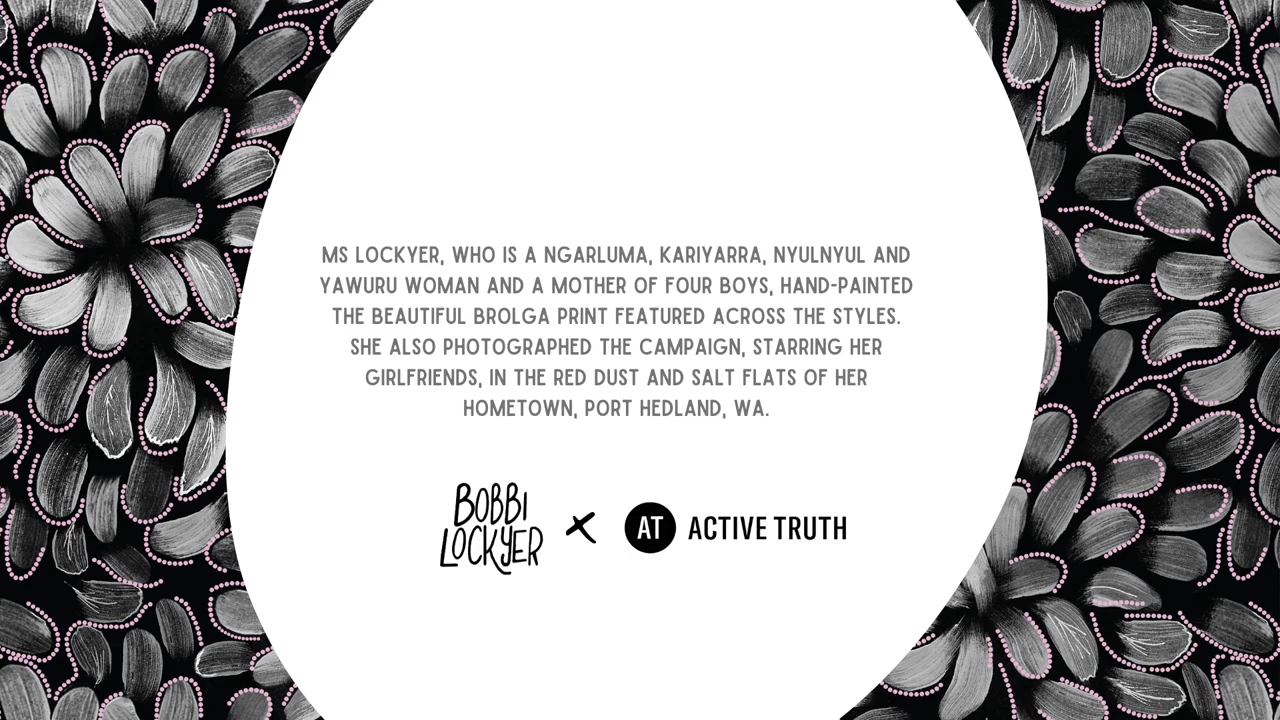 MS LOCKYER, WHO IS A NGARLUMA, KARIYARRA, NYULNYUL AND
YAWURU WOMAN AND A MOTHER OF FOUR BOYS, HAND-PAINTED
THE BEAUTIFUL BROLGA PRINT FEATURED ACROSS THE STYLES.
SHE ALSO PHOTOGRAPHED THE CAMPAIGN, STARRING HER
GIRLFRIENDS, IN THE RED DUST AND SALT FLATS OF HER
HOMETOWN, PORT HEDLAND, WA.
BOBBI
LOCKYER
X
AT ACTIVE TRUTH